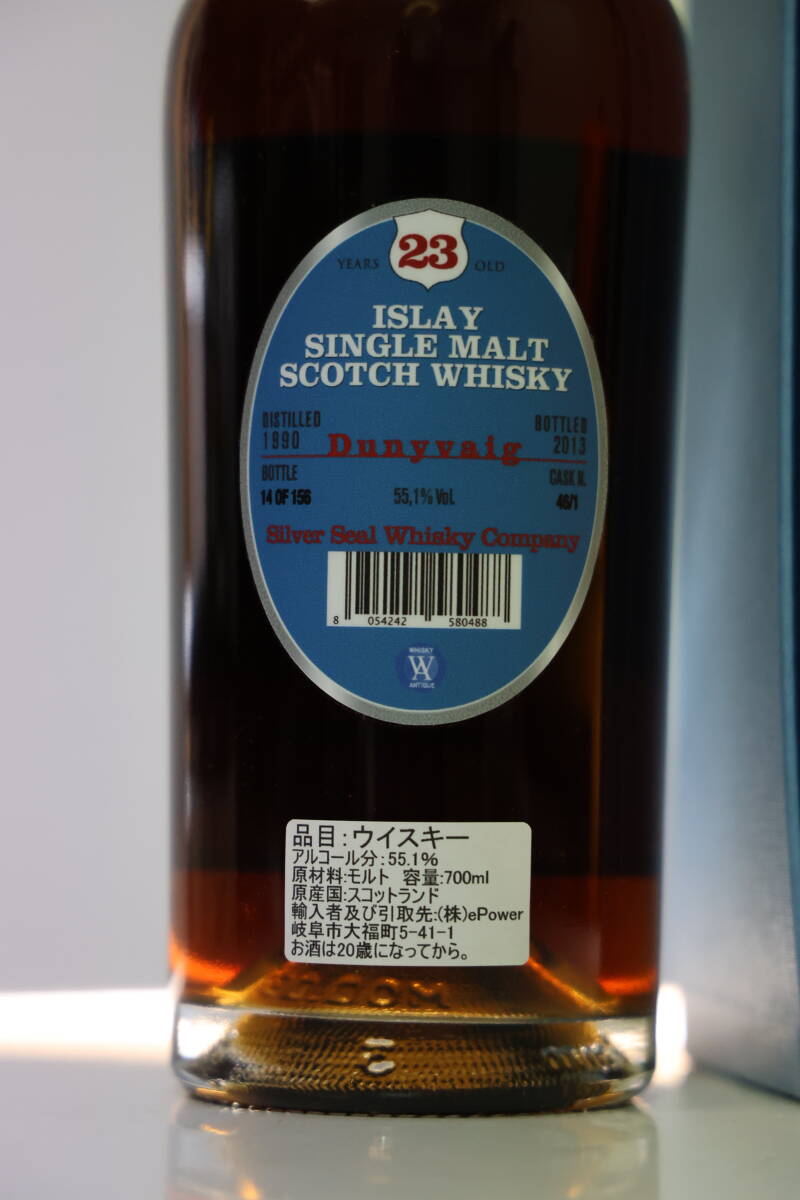 YEARS 23 OLD
ISLAY
SINGLE MALT
SCOTCH WHISKY
DISTILLED
1990
Dunyvaig
BOTTLED
2013
BOTTLE
14 OF 156
55,1% Vol.
CASK N.
46/1
Silver Seal Whisky Company
8 054242 580488
WHISKY
WA
ANTIQUE
品目:ウイスキー
アルコール分:55.1%
原材料:モルト 容量:700ml
原産国:スコットランド
輸入者及び引取先:(株)ePower
岐阜市大福町5-41-1
お酒は20歳になってから。